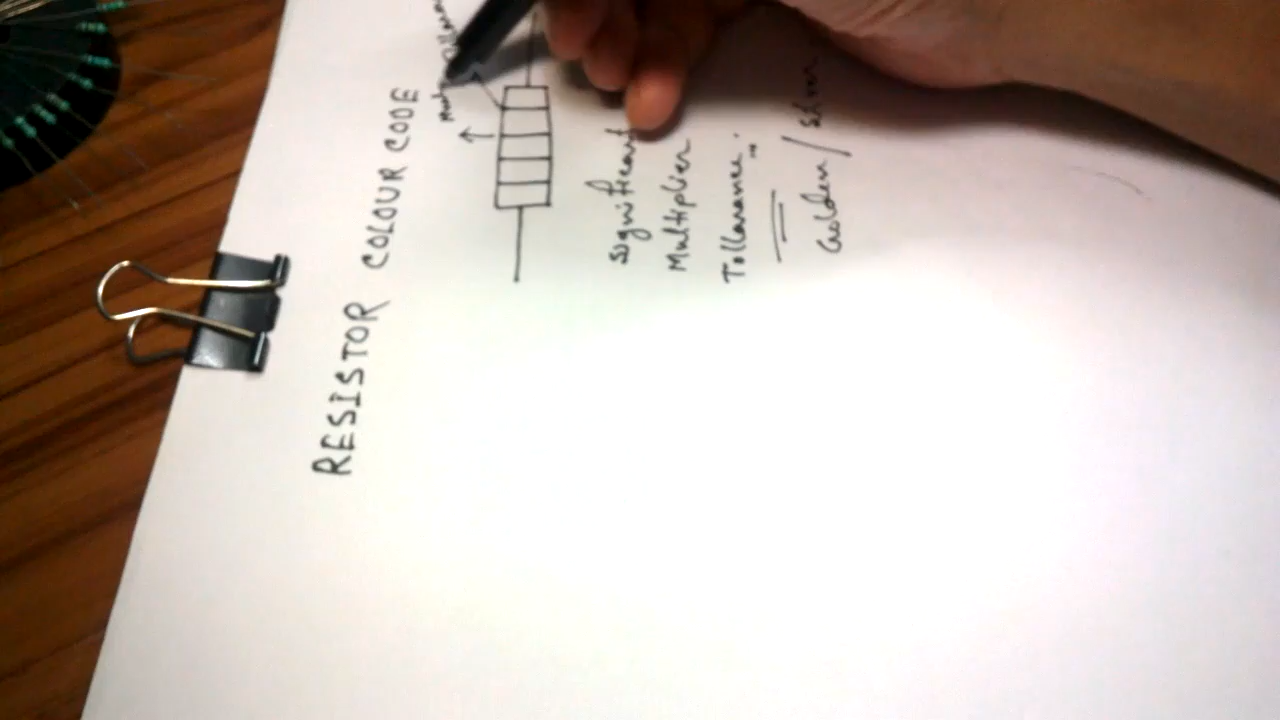 RESISTOR COLOUR CODE
Significant
Multiplier
Tollarance.
Golden / Silver